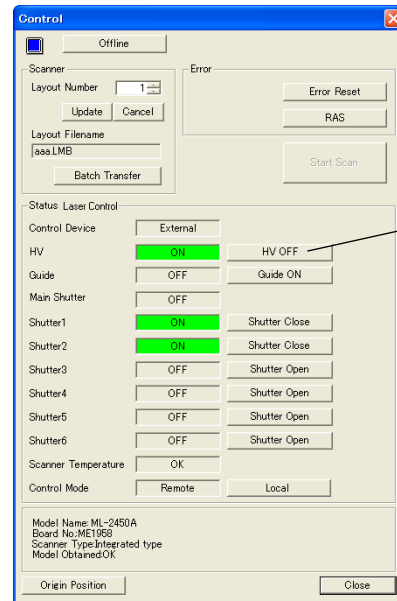 Control
Offline
Scanner
Layout Number 1
Update Cancel
Layout Filename
aaa.LMB
Batch Transfer
Error
Error Reset
RAS
Start Scan
Status Laser Control
Control Device External
HV ON HV OFF
Guide OFF Guide ON
Main Shutter OFF
Shutter1 ON Shutter Close
Shutter2 ON Shutter Close
Shutter3 OFF Shutter Open
Shutter4 OFF Shutter Open
Shutter5 OFF Shutter Open
Shutter6 OFF Shutter Open
Scanner Temperature OK
Control Mode Remote Local
Model Name: ML-2450A
Board No:ME1958
Scanner Type:Integrated type
Model Obtained:OK
Origin Position Close